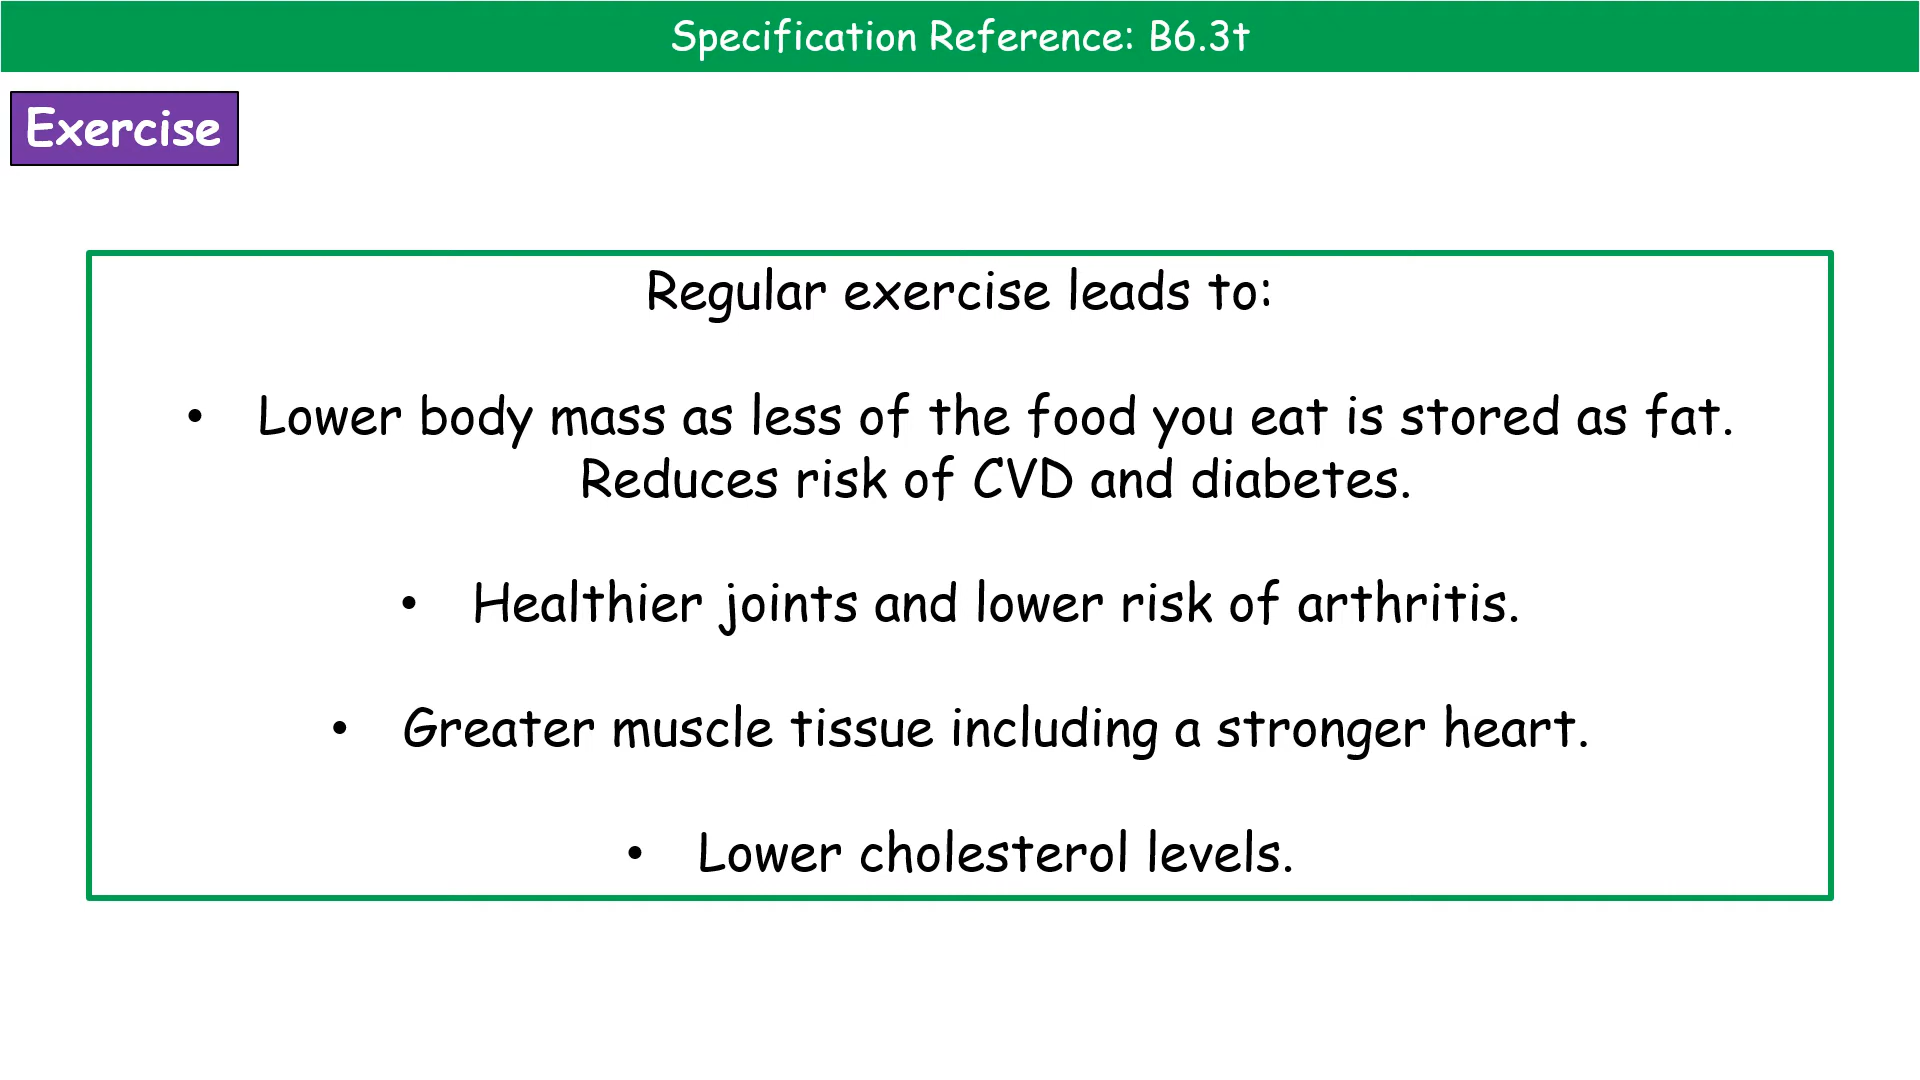 Specification Reference: B6.3t
Exercise
Regular exercise leads to:
• Lower body mass as less of the food you eat is stored as fat.
Reduces risk of CVD and diabetes.
• Healthier joints and lower risk of arthritis.
• Greater muscle tissue including a stronger heart.
• Lower cholesterol levels.